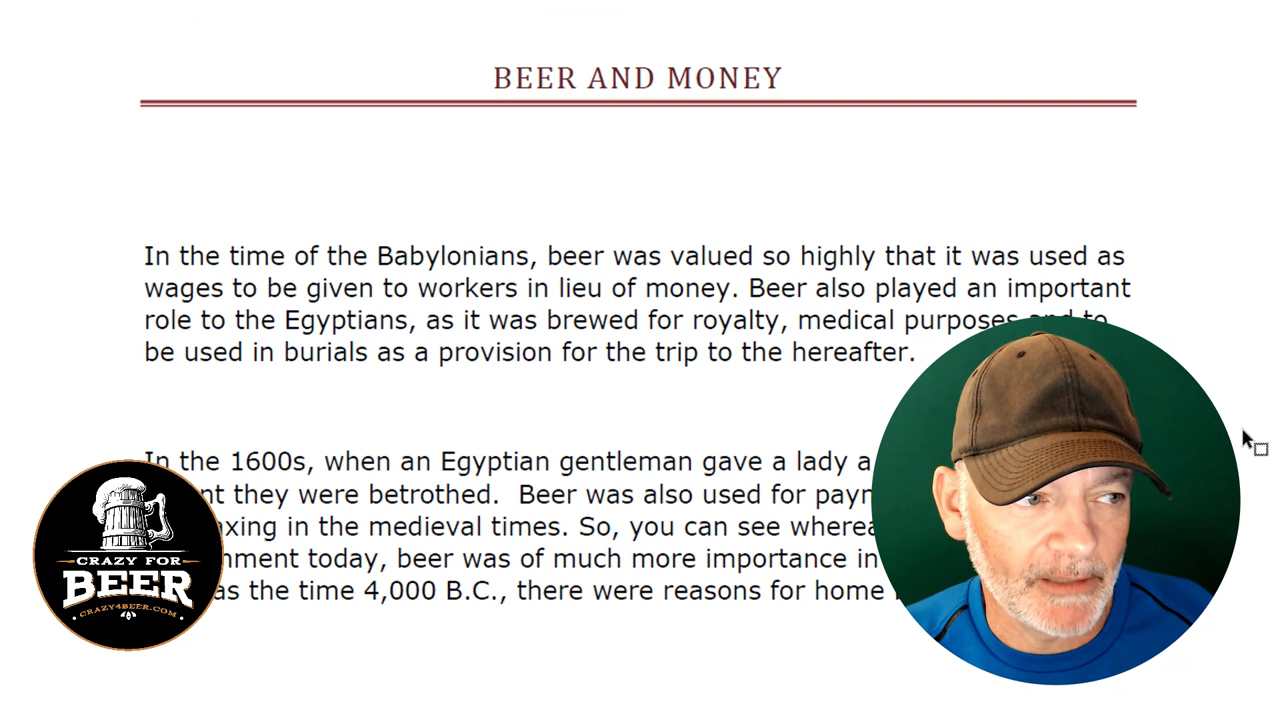 BEER AND MONEY
In the time of the Babylonians, beer was valued so highly that it was used as
wages to be given to workers in lieu of money. Beer also played an important
role to the Egyptians, as it was brewed for royalty, medical purposes and to
be used in burials as a provision for the trip to the hereafter.
In the 1600s, when an Egyptian gentleman gave a lady a
they were betrothed. Beer was also used for
in the medieval times. So, you can see
today, beer was of much more importance in
as the time 4,000 B.C., there were reasons for home
CRAZY FOR
BEER
CRAZY4BEER.COM